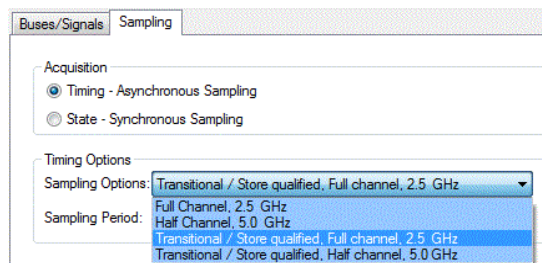 Buses/Signals Sampling
Acquisition
Timing - Asynchronous Sampling
State - Synchronous Sampling
Timing Options
Sampling Options: Transitional / Store qualified, Full channel, 2.5 GHz
Full Channel, 2.5 GHz
Sampling Period:
Half Channel, 5.0 GHz
Transitional / Store qualified, Full channel, 2.5 GHz
Transitional / Store qualified, Half channel, 5.0 GHz